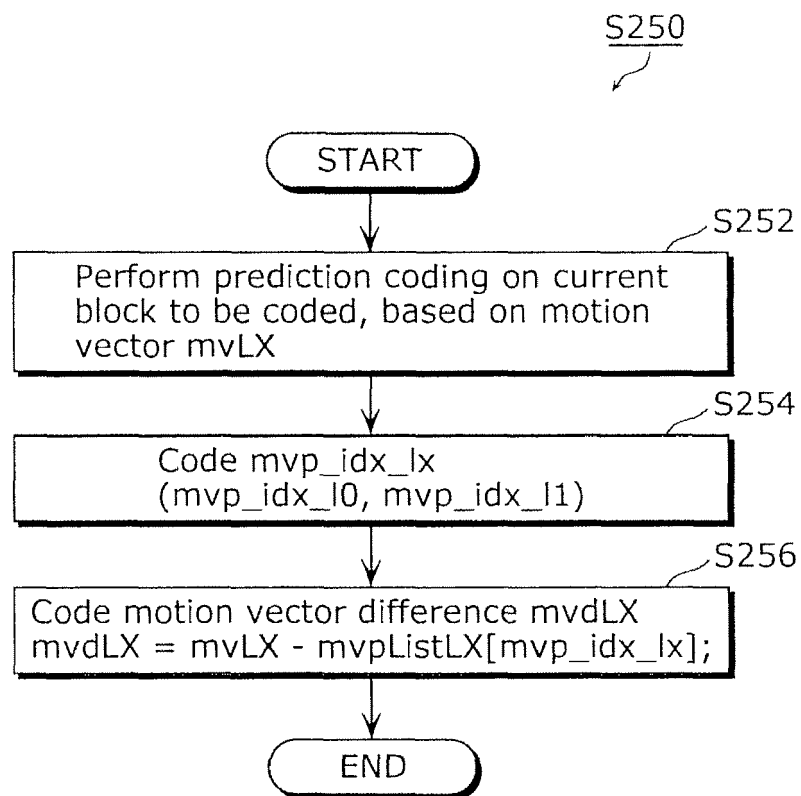 S250
START
S252
Perform prediction coding on current
block to be coded, based on motion
vector mvLX
S254
Code mvp_idx_lx
(mvp_idx_l0, mvp_idx_l1)
S256
Code motion vector difference mvdLX
mvdLX = mvLX - mvpListLX[mvp_idx_lx];
END